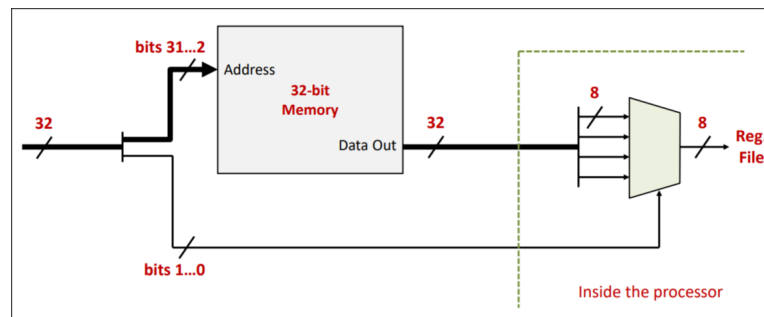 bits 31...2
Address
32-bit
Memory
8
32
32
8
Data Out
Reg.
File
bits 1...0
Inside the processor